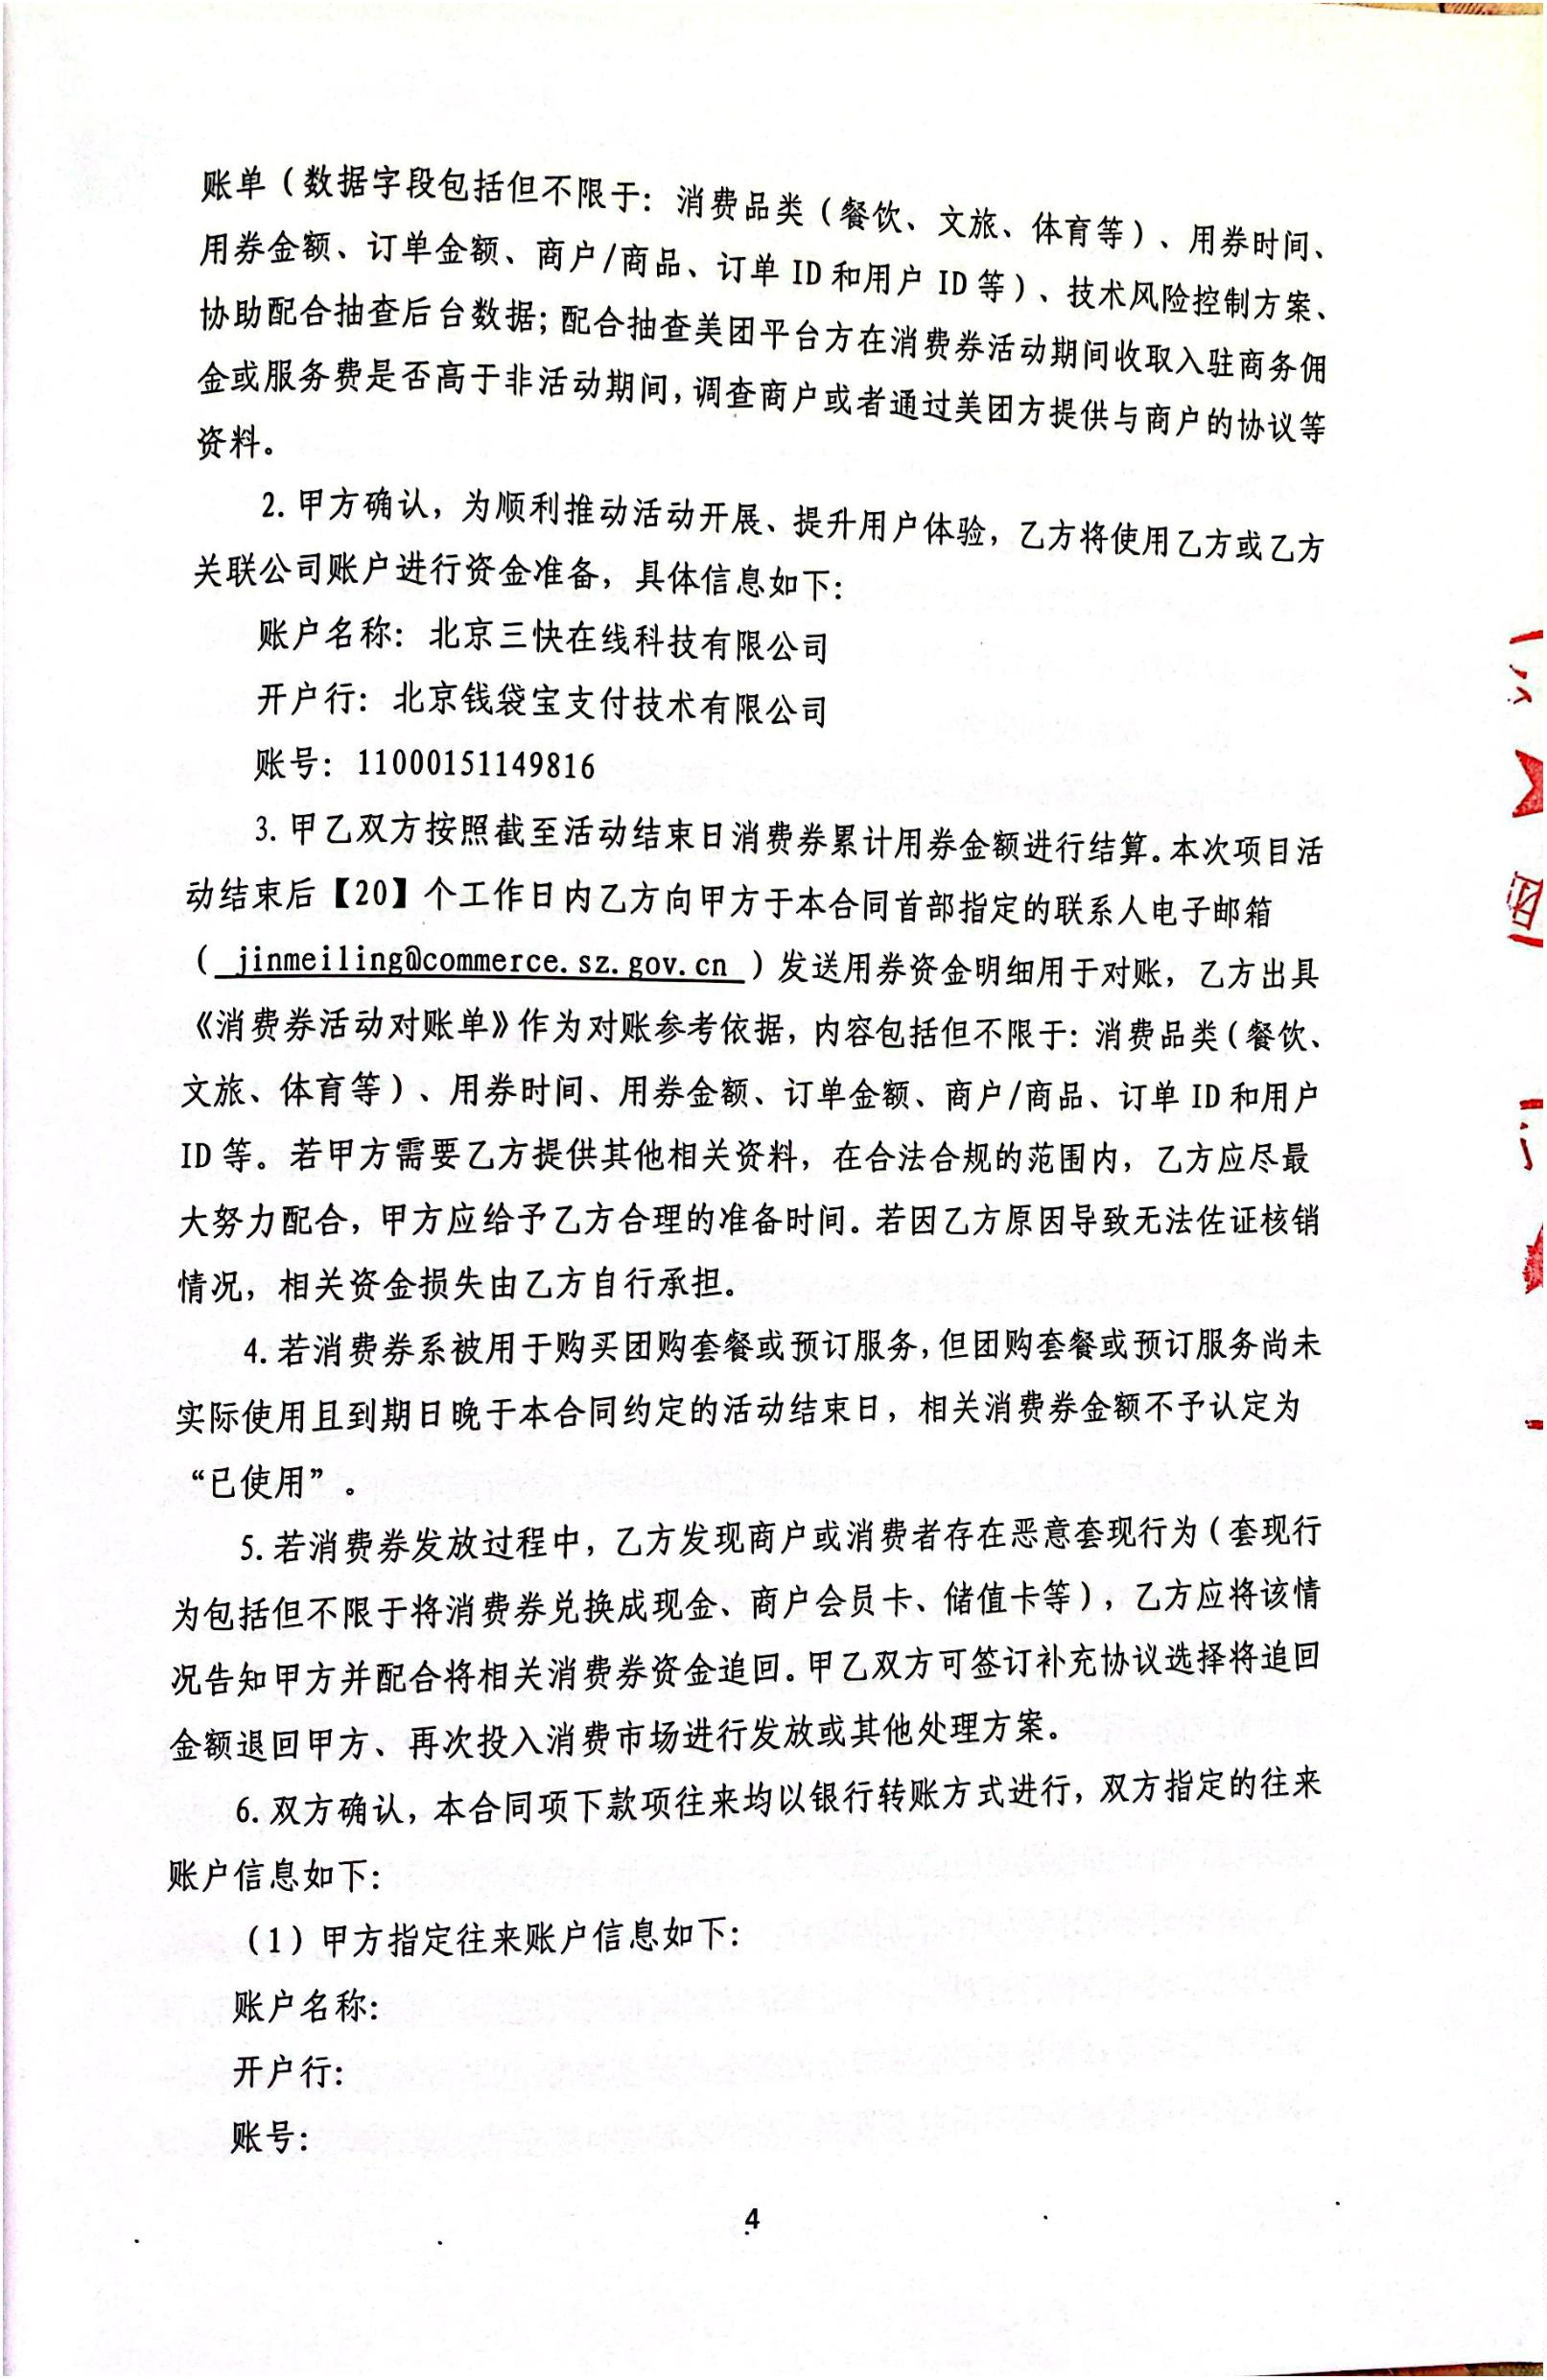 账单（数据字段包括但不限于：消费品类（餐饮、文旅、体育等）、用券时间、
用券金额、订单金额、商户/商品、订单 ID 和用户 ID 等）、技术风险控制方案、
协助配合抽查后台数据；配合抽查美团平台方在消费券活动期间收取入驻商务佣
金或服务费是否高于非活动期间，调查商户或者通过美团方提供与商户的协议等
资料。
2. 甲方确认，为顺利推动活动开展、提升用户体验，乙方将使用乙方或乙方
关联公司账户进行资金准备，具体信息如下：
账户名称：北京三快在线科技有限公司
开户行：北京钱袋宝支付技术有限公司
账号：11000151149816
3. 甲乙双方按照截至活动结束日消费券累计用券金额进行结算。本次项目活
动结束后【20】个工作日内乙方向甲方于本合同首部指定的联系人电子邮箱
（ jinmeiling@commerce.sz.gov.cn ）发送用券资金明细用于对账，乙方出具
《消费券活动对账单》作为对账参考依据，内容包括但不限于：消费品类（餐饮、
文旅、体育等）、用券时间、用券金额、订单金额、商户/商品、订单 ID 和用户
ID 等。若甲方需要乙方提供其他相关资料，在合法合规的范围内，乙方应尽最
大努力配合，甲方应给予乙方合理的准备时间。若因乙方原因导致无法佐证核销
情况，相关资金损失由乙方自行承担。
4. 若消费券系被用于购买团购套餐或预订服务，但团购套餐或预订服务尚未
实际使用且到期日晚于本合同约定的活动结束日，相关消费券金额不予认定为
“已使用”。
5. 若消费券发放过程中，乙方发现商户或消费者存在恶意套现行为（套现行
为包括但不限于将消费券兑换成现金、商户会员卡、储值卡等），乙方应将该情
况告知甲方并配合将相关消费券资金追回。甲乙双方可签订补充协议选择将追回
金额退回甲方、再次投入消费市场进行发放或其他处理方案。
6. 双方确认，本合同项下款项往来均以银行转账方式进行，双方指定的往来
账户信息如下：
（1）甲方指定往来账户信息如下：
账户名称：
开户行：
账号：
4